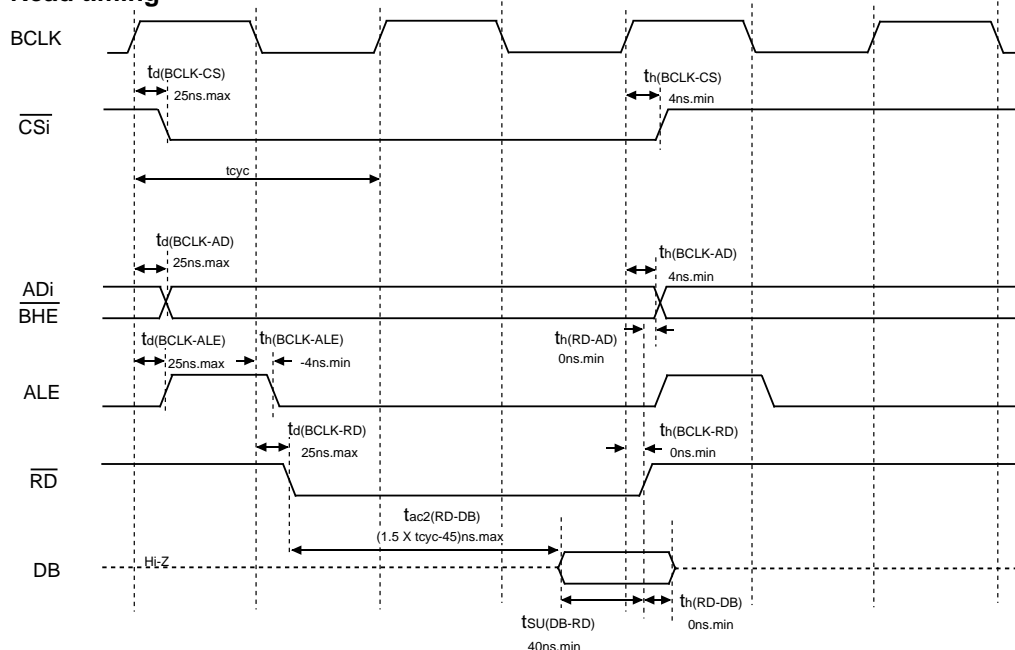 Read timing
BCLK
td(BCLK-CS)
25ns.max
th(BCLK-CS)
4ns.min
CSi
tcyc
td(BCLK-AD)
25ns.max
th(BCLK-AD)
4ns.min
ADi
BHE
td(BCLK-ALE)
25ns.max
th(BCLK-ALE)
-4ns.min
th(RD-AD)
0ns.min
ALE
td(BCLK-RD)
25ns.max
th(BCLK-RD)
0ns.min
RD
tac2(RD-DB)
(1.5 X tcyc-45)ns.max
Hi-Z
DB
tSU(DB-RD)
40ns.min
th(RD-DB)
0ns.min